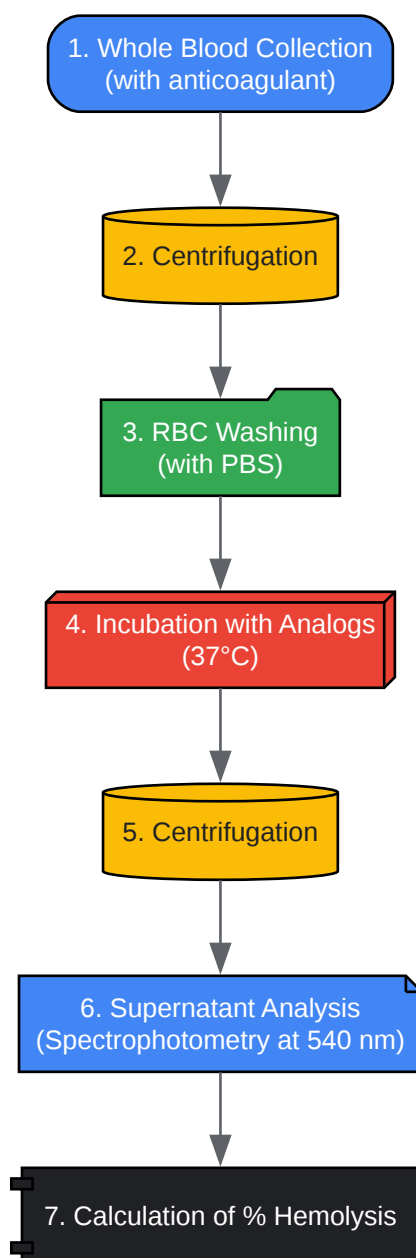 1. Whole Blood Collection
(with anticoagulant)
2. Centrifugation
3. RBC Washing
(with PBS)
4. Incubation with Analogs
(37°C)
5. Centrifugation
6. Supernatant Analysis
(Spectrophotometry at 540 nm)
7. Calculation of % Hemolysis